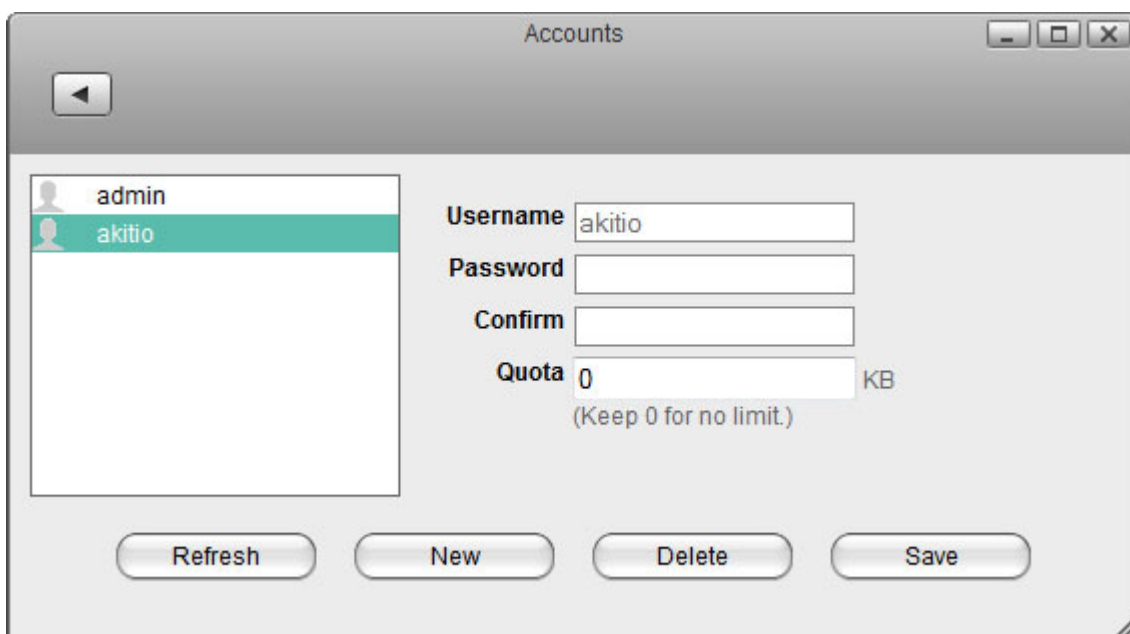 Accounts
admin
akitio
Username akitio
Password
Confirm
Quota 0 KB
(Keep 0 for no limit.)
Refresh New Delete Save